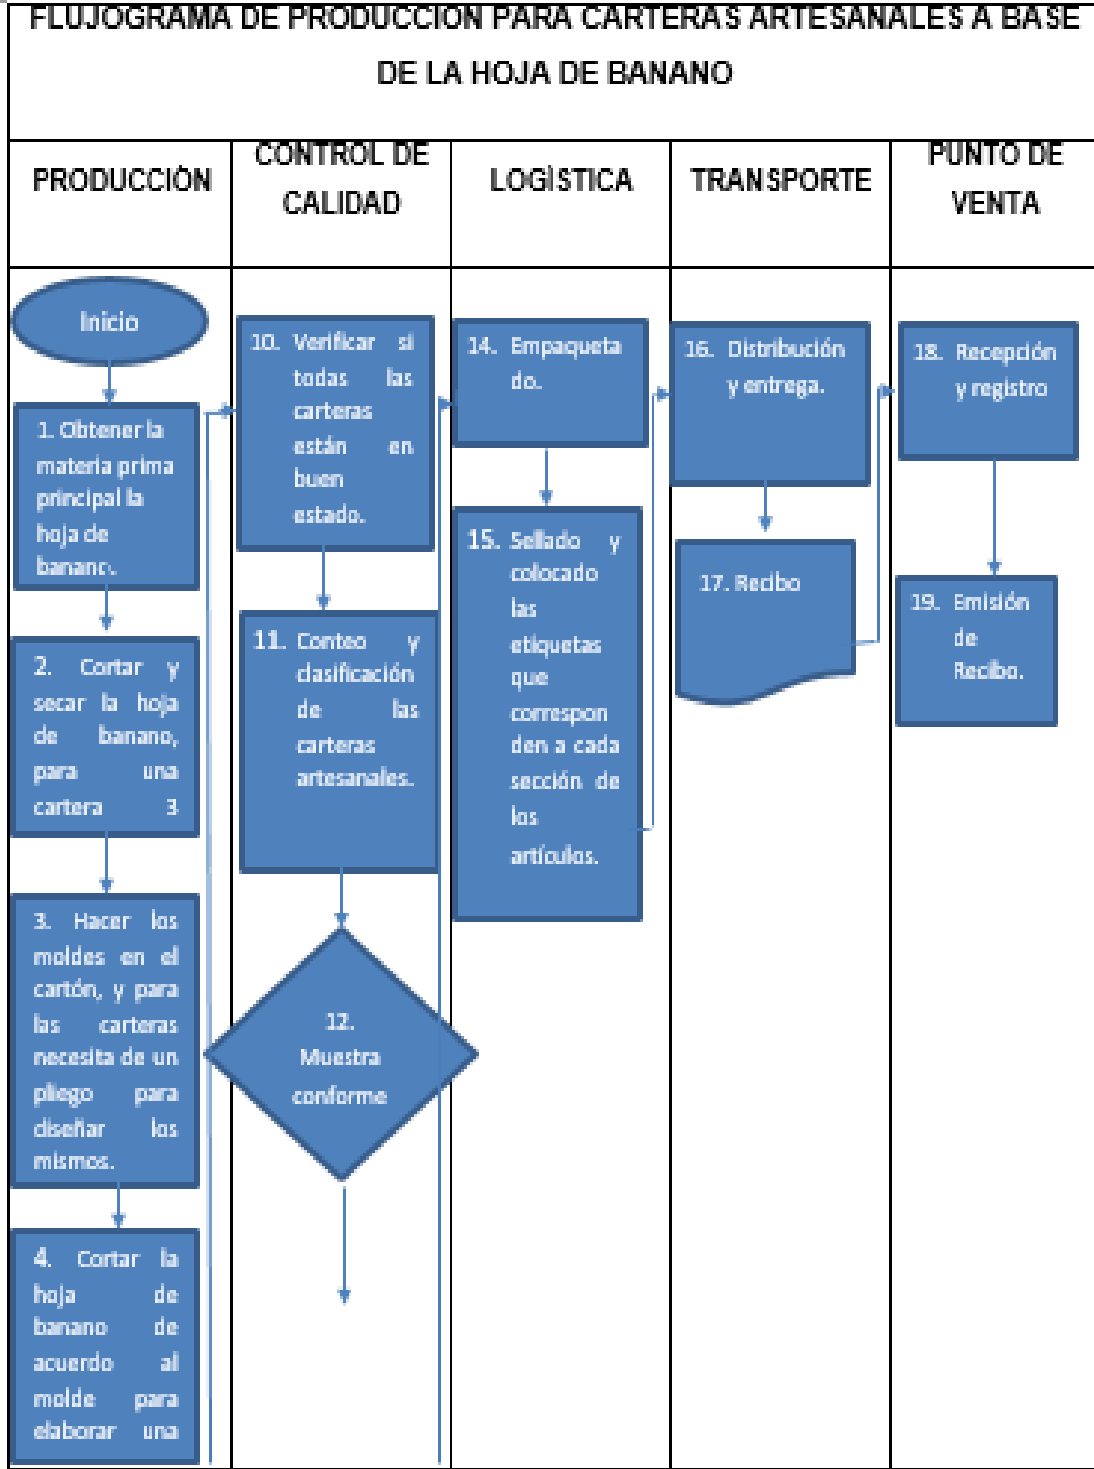 FLUJOGRAMA DE PRODUCCIÓN PARA CARTERAS ARTESANALES A BASE
DE LA HOJA DE BANANO
PRODUCCIÓN
CONTROL DE
CALIDAD
LOGÍSTICA
TRANSPORTE
PUNTO DE
VENTA
Inicio
1. Obtener la
materia prima
principal la
hoja de
banano.
2. Cortar y
secar la hoja
de banano,
para una
cartera 3
3. Hacer los
moldes en el
cartón, y para
las carteras
necesita de un
pliego para
diseñar los
mismos.
4. Cortar la
hoja de
banano de
acuerdo al
molde para
elaborar una
10. Verificar si
todas las
carteras
están en
buen
estado.
11. Conteo y
clasificación
de las
carteras
artesanales.
12.
Muestra
conforme
14. Empaqueta
do.
15. Sellado y
colocado
las
etiquetas
que
correspon
den a cada
sección de
los
artículos.
16. Distribución
y entrega.
17. Recibo
18. Recepción
y registro
19. Emisión
de
Recibo.